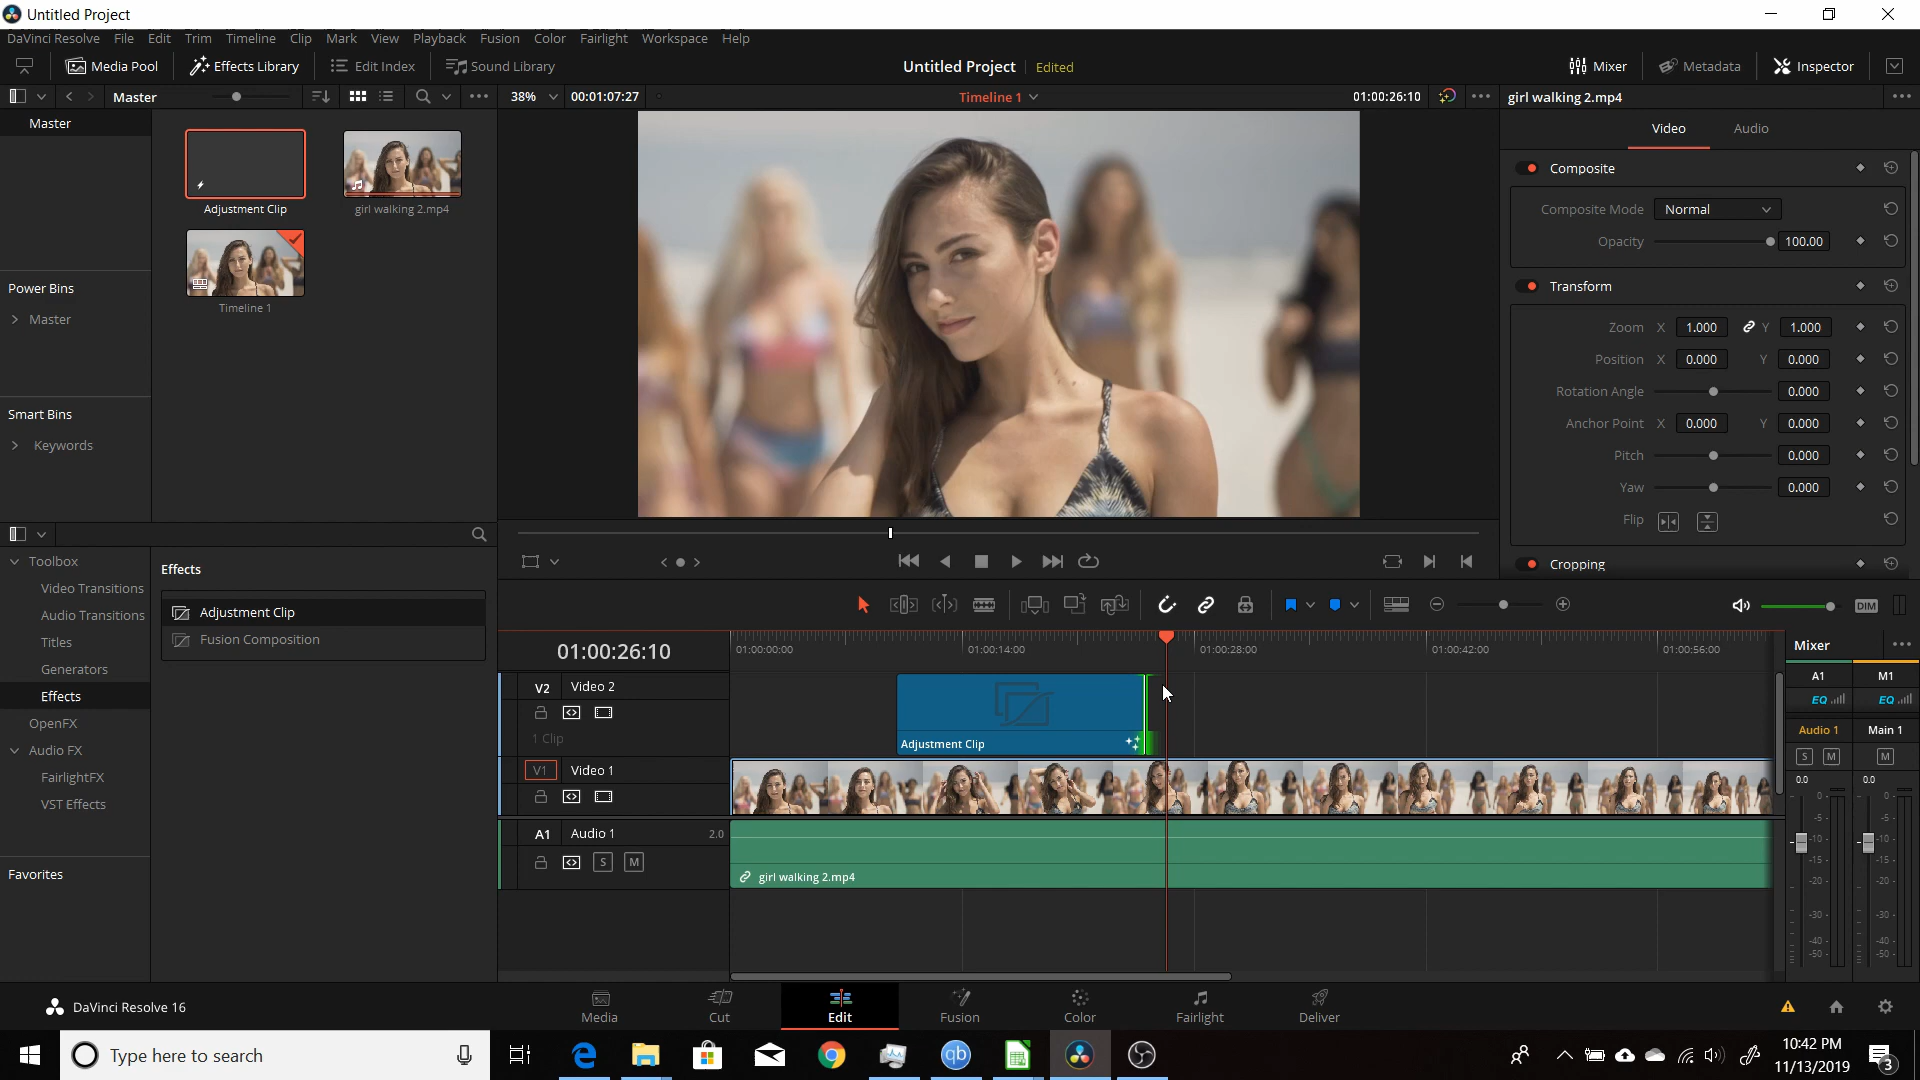 Untitled Project
DaVinci Resolve File Edit Trim Timeline Clip Mark View Playback Fusion Color Fairlight Workspace Help
Media Pool Effects Library Edit Index Sound Library Untitled Project Edited Mixer Metadata Inspector
Master 38% 00:01:07:27 Timeline 1 01:00:26:10 girl walking 2.mp4
Master
Video Audio
Adjustment Clip girl walking 2.mp4
Timeline 1
Power Bins
Master
Smart Bins
Keywords
Composite
Composite Mode Normal
Opacity 100.00
Transform
Zoom X 1.000 Y 1.000
Position X 0.000 Y 0.000
Rotation Angle 0.000
Anchor Point X 0.000 Y 0.000
Pitch 0.000
Yaw 0.000
Flip
Cropping
Toolbox
Video Transitions
Audio Transitions
Titles
Generators
Effects
OpenFX
Audio FX
FairlightFX
VST Effects
Favorites
Effects
Adjustment Clip
Fusion Composition
DIM
01:00:26:10 01:00:00:00 01:00:14:00 01:00:28:00 01:00:42:00 01:00:56:00
V2 Video 2
1 Clip
Adjustment Clip
V1 Video 1
A1 Audio 1 2.0
S M
girl walking 2.mp4
Mixer
A1 M1
EQ EQ
Audio 1 Main 1
S M M
0.0 0.0
0 0
-5 -5
-10 -10
-15 -15
-20 -20
-30 -30
-40 -40
-50 -50
DaVinci Resolve 16
Media Cut Edit Fusion Color Fairlight Deliver
Type here to search
qb
10:42 PM
11/13/2019
3